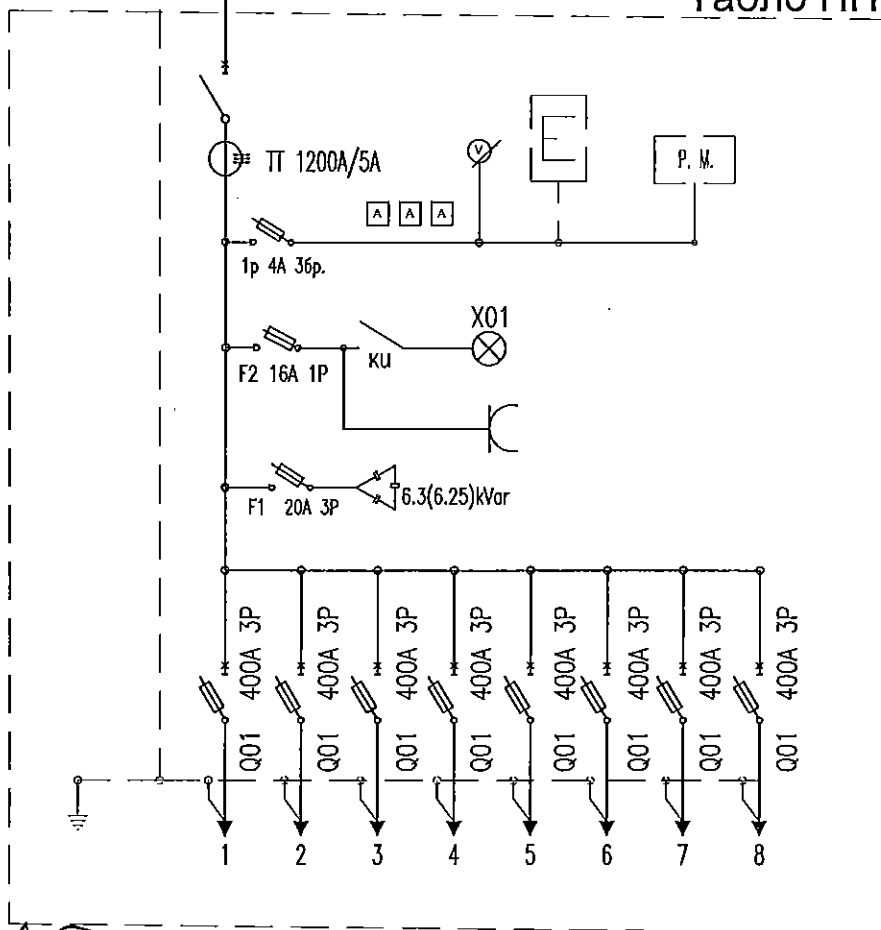 Табло
ТТ 1200А/5А
V
E
P. M.
A A A
1р 4А 3бр.
X01
F2 16A 1P
КИ
6.3(6.25)kVar
F1 20A 3P
400A 3P 400A 3P 400A 3P 400A 3P 400A 3P 400A 3P 400A 3P 400A 3P
Q01 Q01 Q01 Q01 Q01 Q01 Q01 Q01
1 2 3 4 5 6 7 8